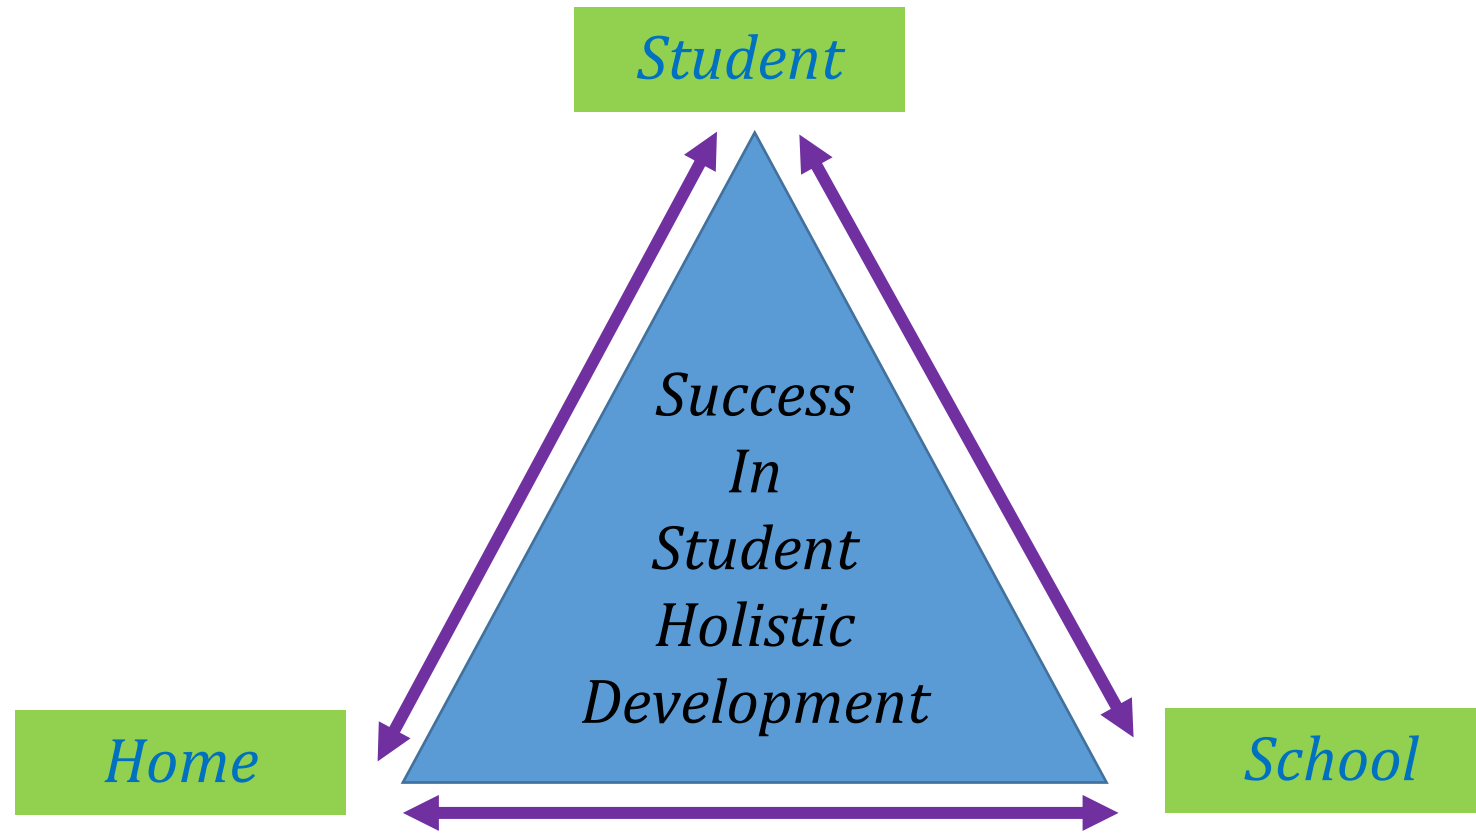 Student
Success
In
Student
Holistic
Development
Home
School